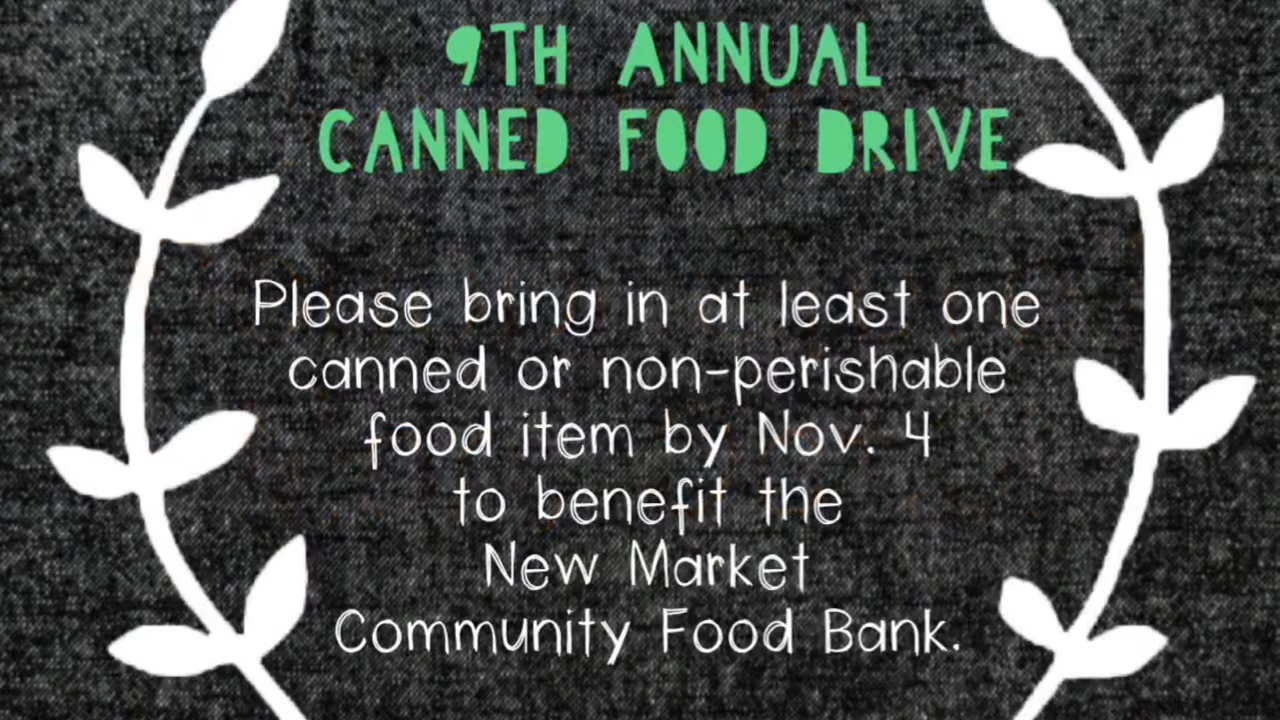 9TH ANNUAL
CANNED FOOD DRIVE
Please bring in at least one
canned or non-perishable
food item by Nov. 4
to benefit the
New Market
Community Food Bank.